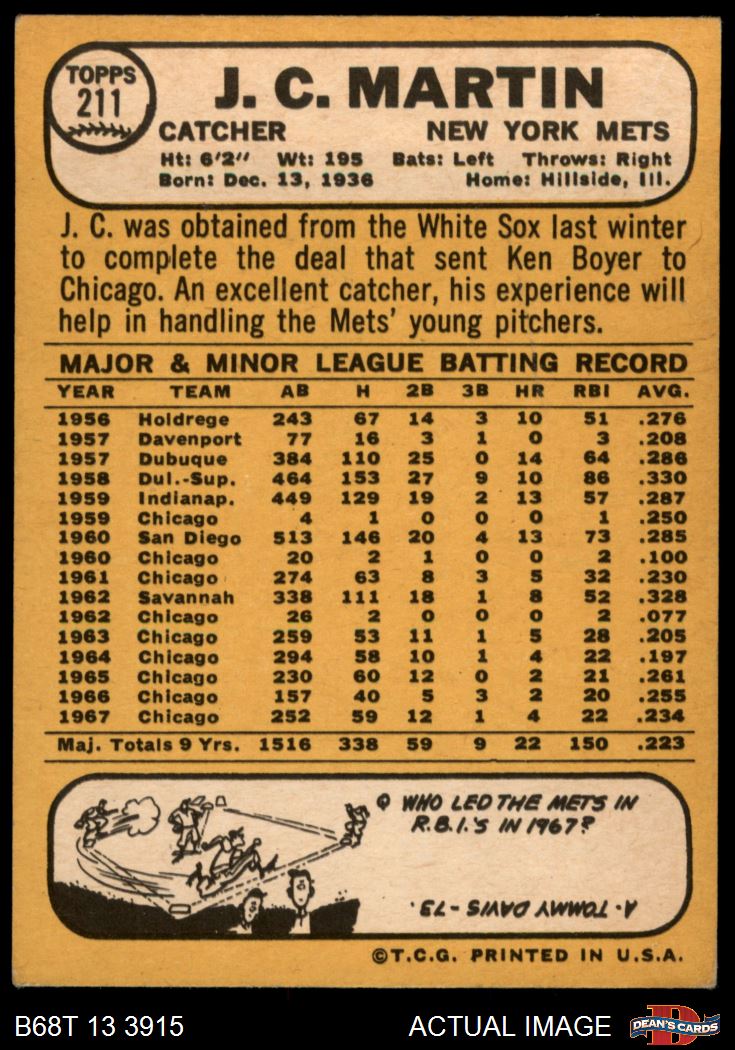 TOPPS
211
J. C. MARTIN
CATCHER NEW YORK METS
Ht: 6'2" Wt: 195 Bats: Left Throws: Right
Born: Dec. 13, 1936 Home: Hillside, Ill.
J. C. was obtained from the White Sox last winter
to complete the deal that sent Ken Boyer to
Chicago. An excellent catcher, his experience will
help in handling the Mets' young pitchers.
MAJOR & MINOR LEAGUE BATTING RECORD
YEAR TEAM AB H 2B 3B HR RBI AVG.
1956 Holdrege 243 67 14 3 10 51 .276
1957 Davenport 77 16 3 1 0 3 .208
1957 Dubuque 384 110 25 0 14 64 .286
1958 Dul.-Sup. 464 153 27 9 10 86 .330
1959 Indianap. 449 129 19 2 13 57 .287
1959 Chicago 4 1 0 0 0 1 .250
1960 San Diego 513 146 20 4 13 73 .285
1960 Chicago 20 2 1 0 0 2 .100
1961 Chicago 274 63 8 3 5 32 .230
1962 Savannah 338 111 18 1 8 52 .328
1962 Chicago 26 2 0 0 0 2 .077
1963 Chicago 259 53 11 1 5 28 .205
1964 Chicago 294 58 10 1 4 22 .197
1965 Chicago 230 60 12 0 2 21 .261
1966 Chicago 157 40 5 3 2 20 .255
1967 Chicago 252 59 12 1 4 22 .234
Maj. Totals 9 Yrs. 1516 338 59 9 22 150 .223
Q WHO LED THE METS IN
R.B.I.'S IN 1967?
A. TOMMY DAVIS-73.
©T.C.G. PRINTED IN U.S.A.
B68T 13 3915 ACTUAL IMAGE DEAN'S CARDS